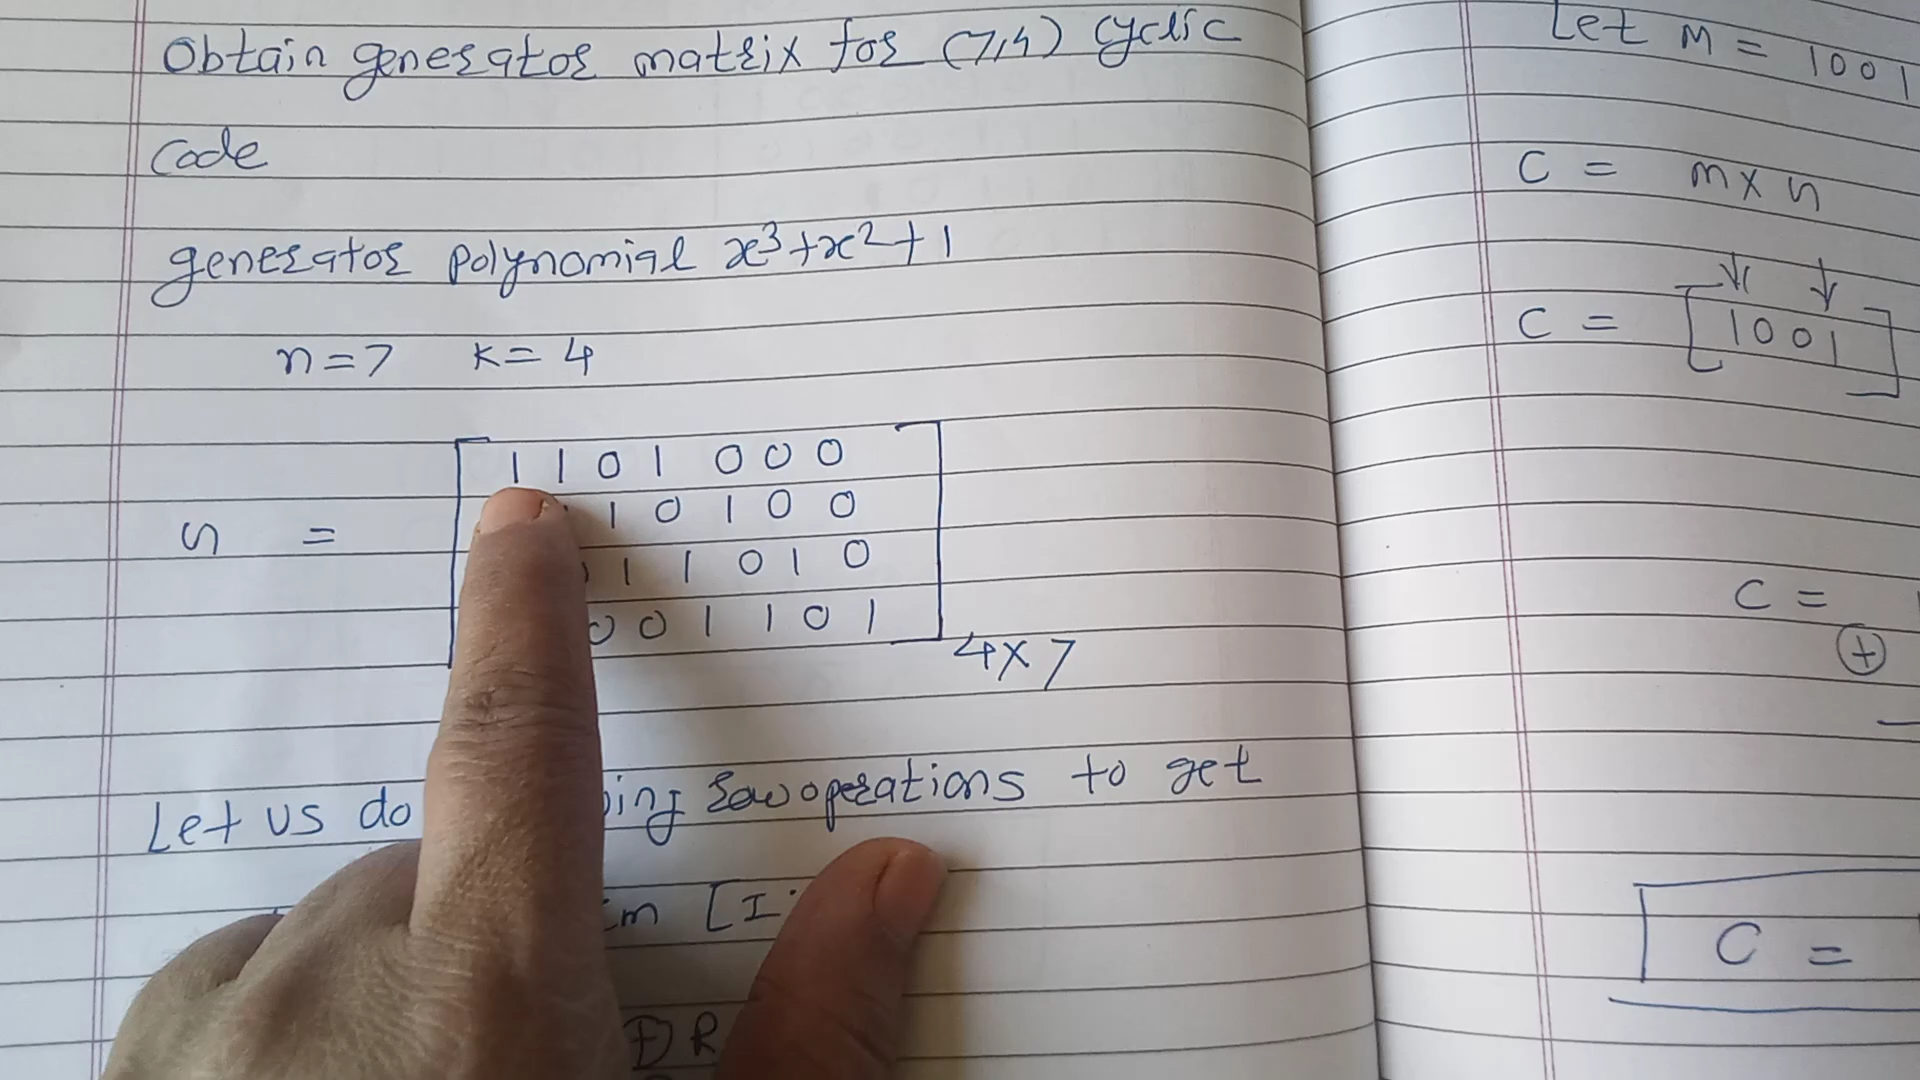 Obtain generator matrix for (7,4) cyclic
code
generator polynomial x³+x²+1
n=7 k=4
1 1 0 1 0 0 0
1 0 1 0 0
G =
1 1 0 1 0
0 0 1 1 0 1
4×7
Let us do row operations to get
[I
R
Let M = 1001
C = m × G
C = [1001]
C =
⊕
C =